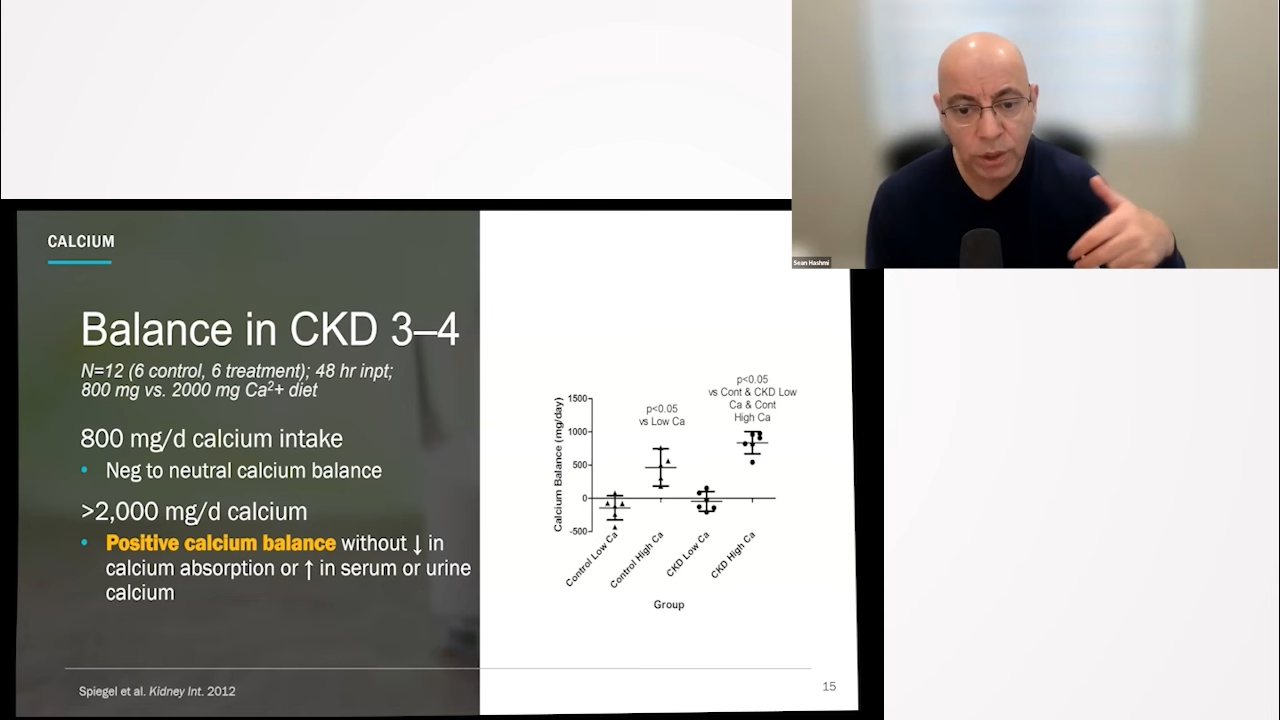 Sean Hashmi
CALCIUM
Balance in CKD 3–4
N=12 (6 control, 6 treatment); 48 hr inpt;
800 mg vs. 2000 mg Ca²+ diet
800 mg/d calcium intake
• Neg to neutral calcium balance
>2,000 mg/d calcium
• Positive calcium balance without ↓ in
calcium absorption or ↑ in serum or urine
calcium
p<0.05
vs Low Ca
p<0.05
vs Cont & CKD Low
Ca & Cont
High Ca
Calcium Balance (mg/day)
1500
1000
500
0
-500
Control Low Ca
Control High Ca
CKD Low Ca
CKD High Ca
Group
Spiegel et al. Kidney Int. 2012
15